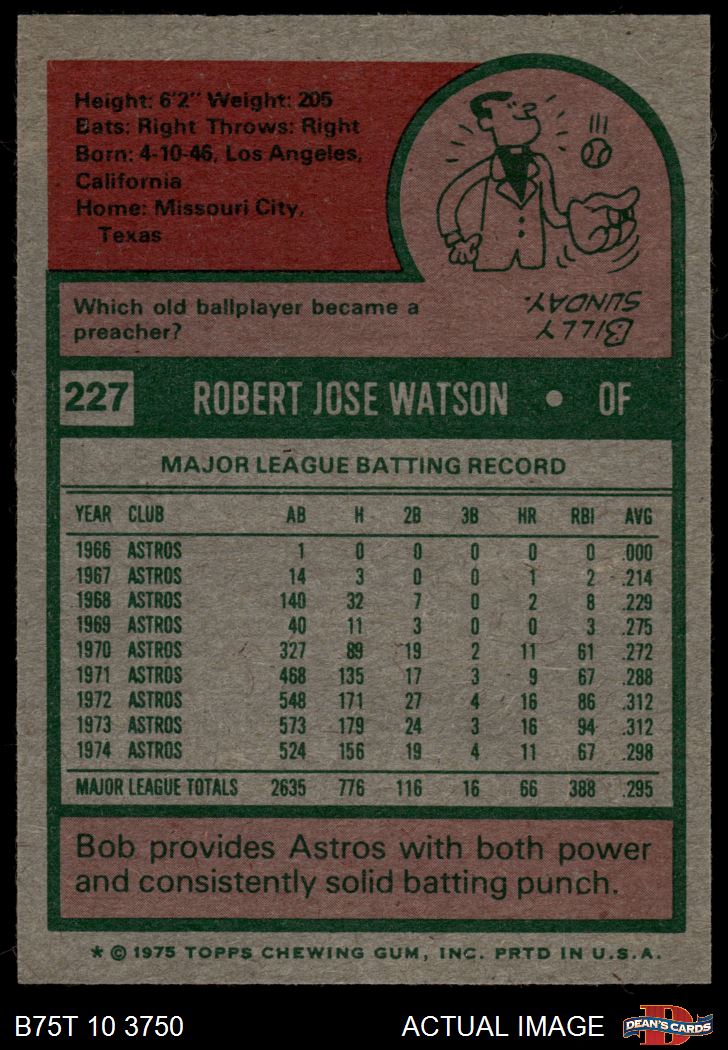 Height: 6'2" Weight: 205
Bats: Right Throws: Right
Born: 4-10-46, Los Angeles,
California
Home: Missouri City,
Texas
Which old ballplayer became a
preacher?
BILLY
SUNDAY.
227 ROBERT JOSE WATSON • OF
MAJOR LEAGUE BATTING RECORD
YEAR CLUB AB H 2B 3B HR RBI AVG
1966 ASTROS 1 0 0 0 0 0 .000
1967 ASTROS 14 3 0 0 1 2 .214
1968 ASTROS 140 32 7 0 2 8 .229
1969 ASTROS 40 11 3 0 0 3 .275
1970 ASTROS 327 89 19 2 11 61 .272
1971 ASTROS 468 135 17 3 9 67 .288
1972 ASTROS 548 171 27 4 16 86 .312
1973 ASTROS 573 179 24 3 16 94 .312
1974 ASTROS 524 156 19 4 11 67 .298
MAJOR LEAGUE TOTALS 2635 776 116 16 66 388 .295
Bob provides Astros with both power
and consistently solid batting punch.
* © 1975 TOPPS CHEWING GUM, INC. PRTD IN U.S.A.
B75T 10 3750 ACTUAL IMAGE
D
DEAN'S CARDS